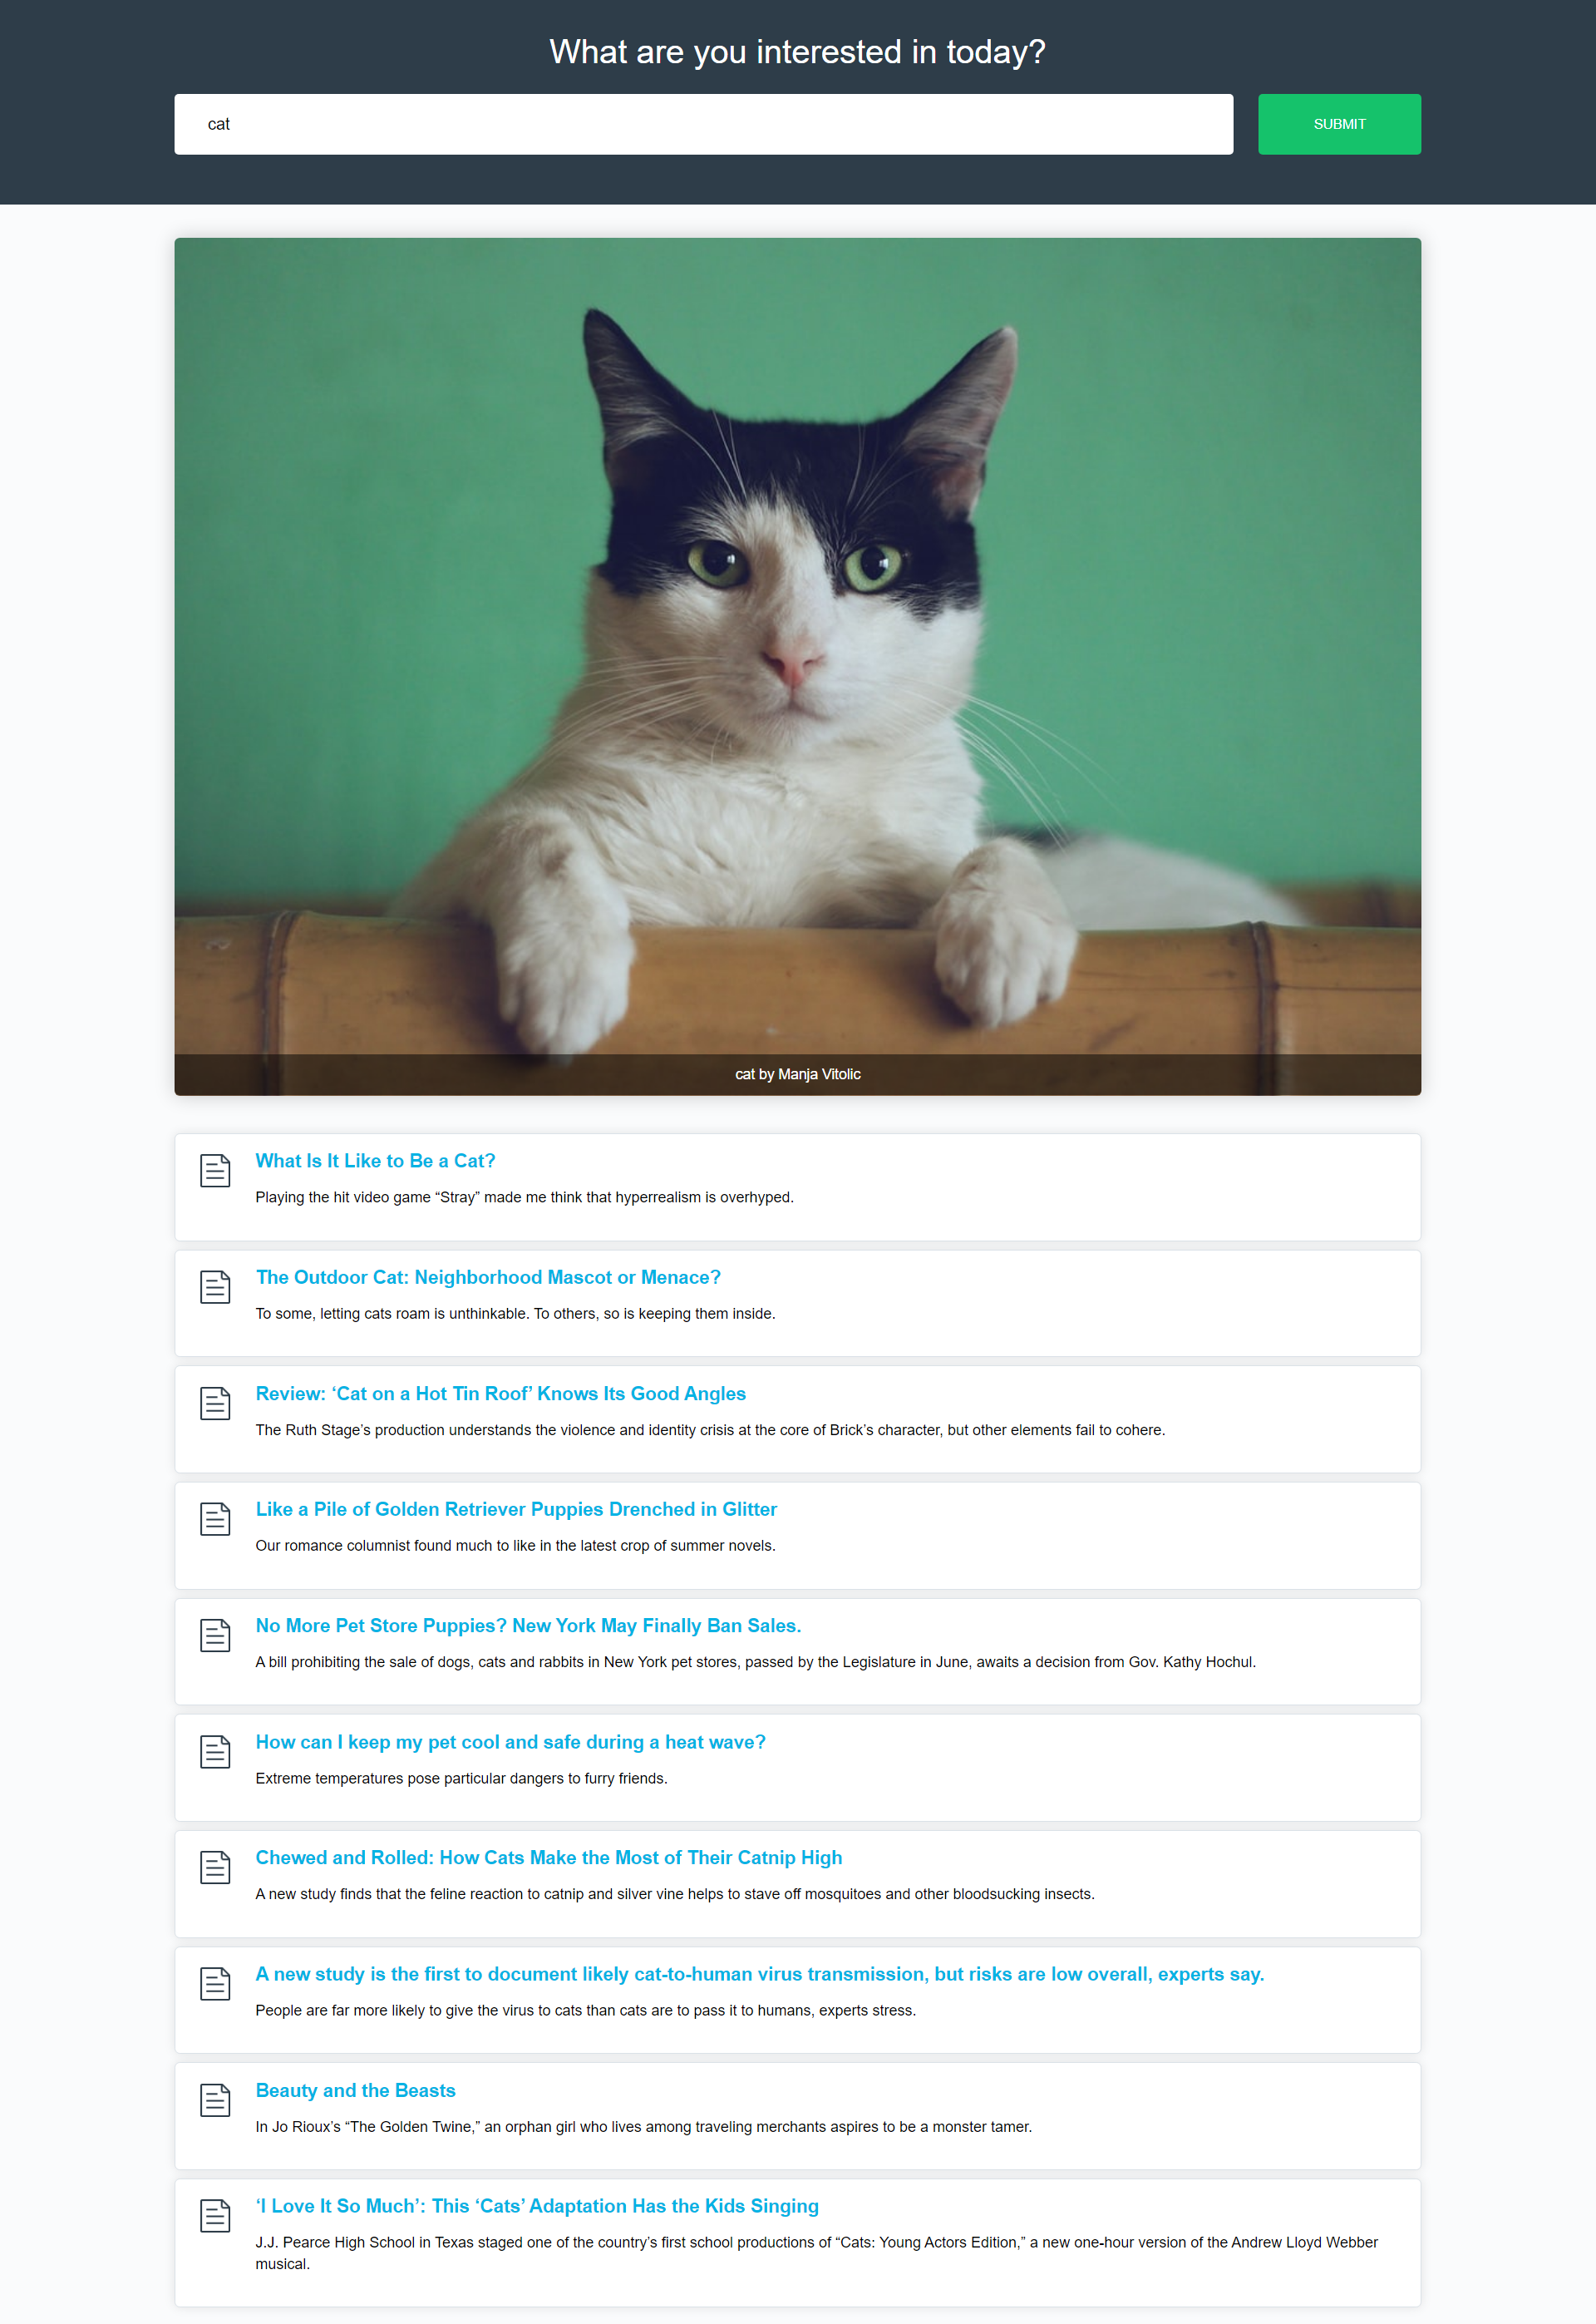 What are you interested in today?
cat
SUBMIT
cat by Manja Vitolic
What Is It Like to Be a Cat?
Playing the hit video game “Stray” made me think that hyperrealism is overhyped.
The Outdoor Cat: Neighborhood Mascot or Menace?
To some, letting cats roam is unthinkable. To others, so is keeping them inside.
Review: ‘Cat on a Hot Tin Roof’ Knows Its Good Angles
The Ruth Stage’s production understands the violence and identity crisis at the core of Brick’s character, but other elements fail to cohere.
Like a Pile of Golden Retriever Puppies Drenched in Glitter
Our romance columnist found much to like in the latest crop of summer novels.
No More Pet Store Puppies? New York May Finally Ban Sales.
A bill prohibiting the sale of dogs, cats and rabbits in New York pet stores, passed by the Legislature in June, awaits a decision from Gov. Kathy Hochul.
How can I keep my pet cool and safe during a heat wave?
Extreme temperatures pose particular dangers to furry friends.
Chewed and Rolled: How Cats Make the Most of Their Catnip High
A new study finds that the feline reaction to catnip and silver vine helps to stave off mosquitoes and other bloodsucking insects.
A new study is the first to document likely cat-to-human virus transmission, but risks are low overall, experts say.
People are far more likely to give the virus to cats than cats are to pass it to humans, experts stress.
Beauty and the Beasts
In Jo Rioux’s “The Golden Twine,” an orphan girl who lives among traveling merchants aspires to be a monster tamer.
‘I Love It So Much’: This ‘Cats’ Adaptation Has the Kids Singing
J.J. Pearce High School in Texas staged one of the country’s first school productions of “Cats: Young Actors Edition,” a new one-hour version of the Andrew Lloyd Webber
musical.